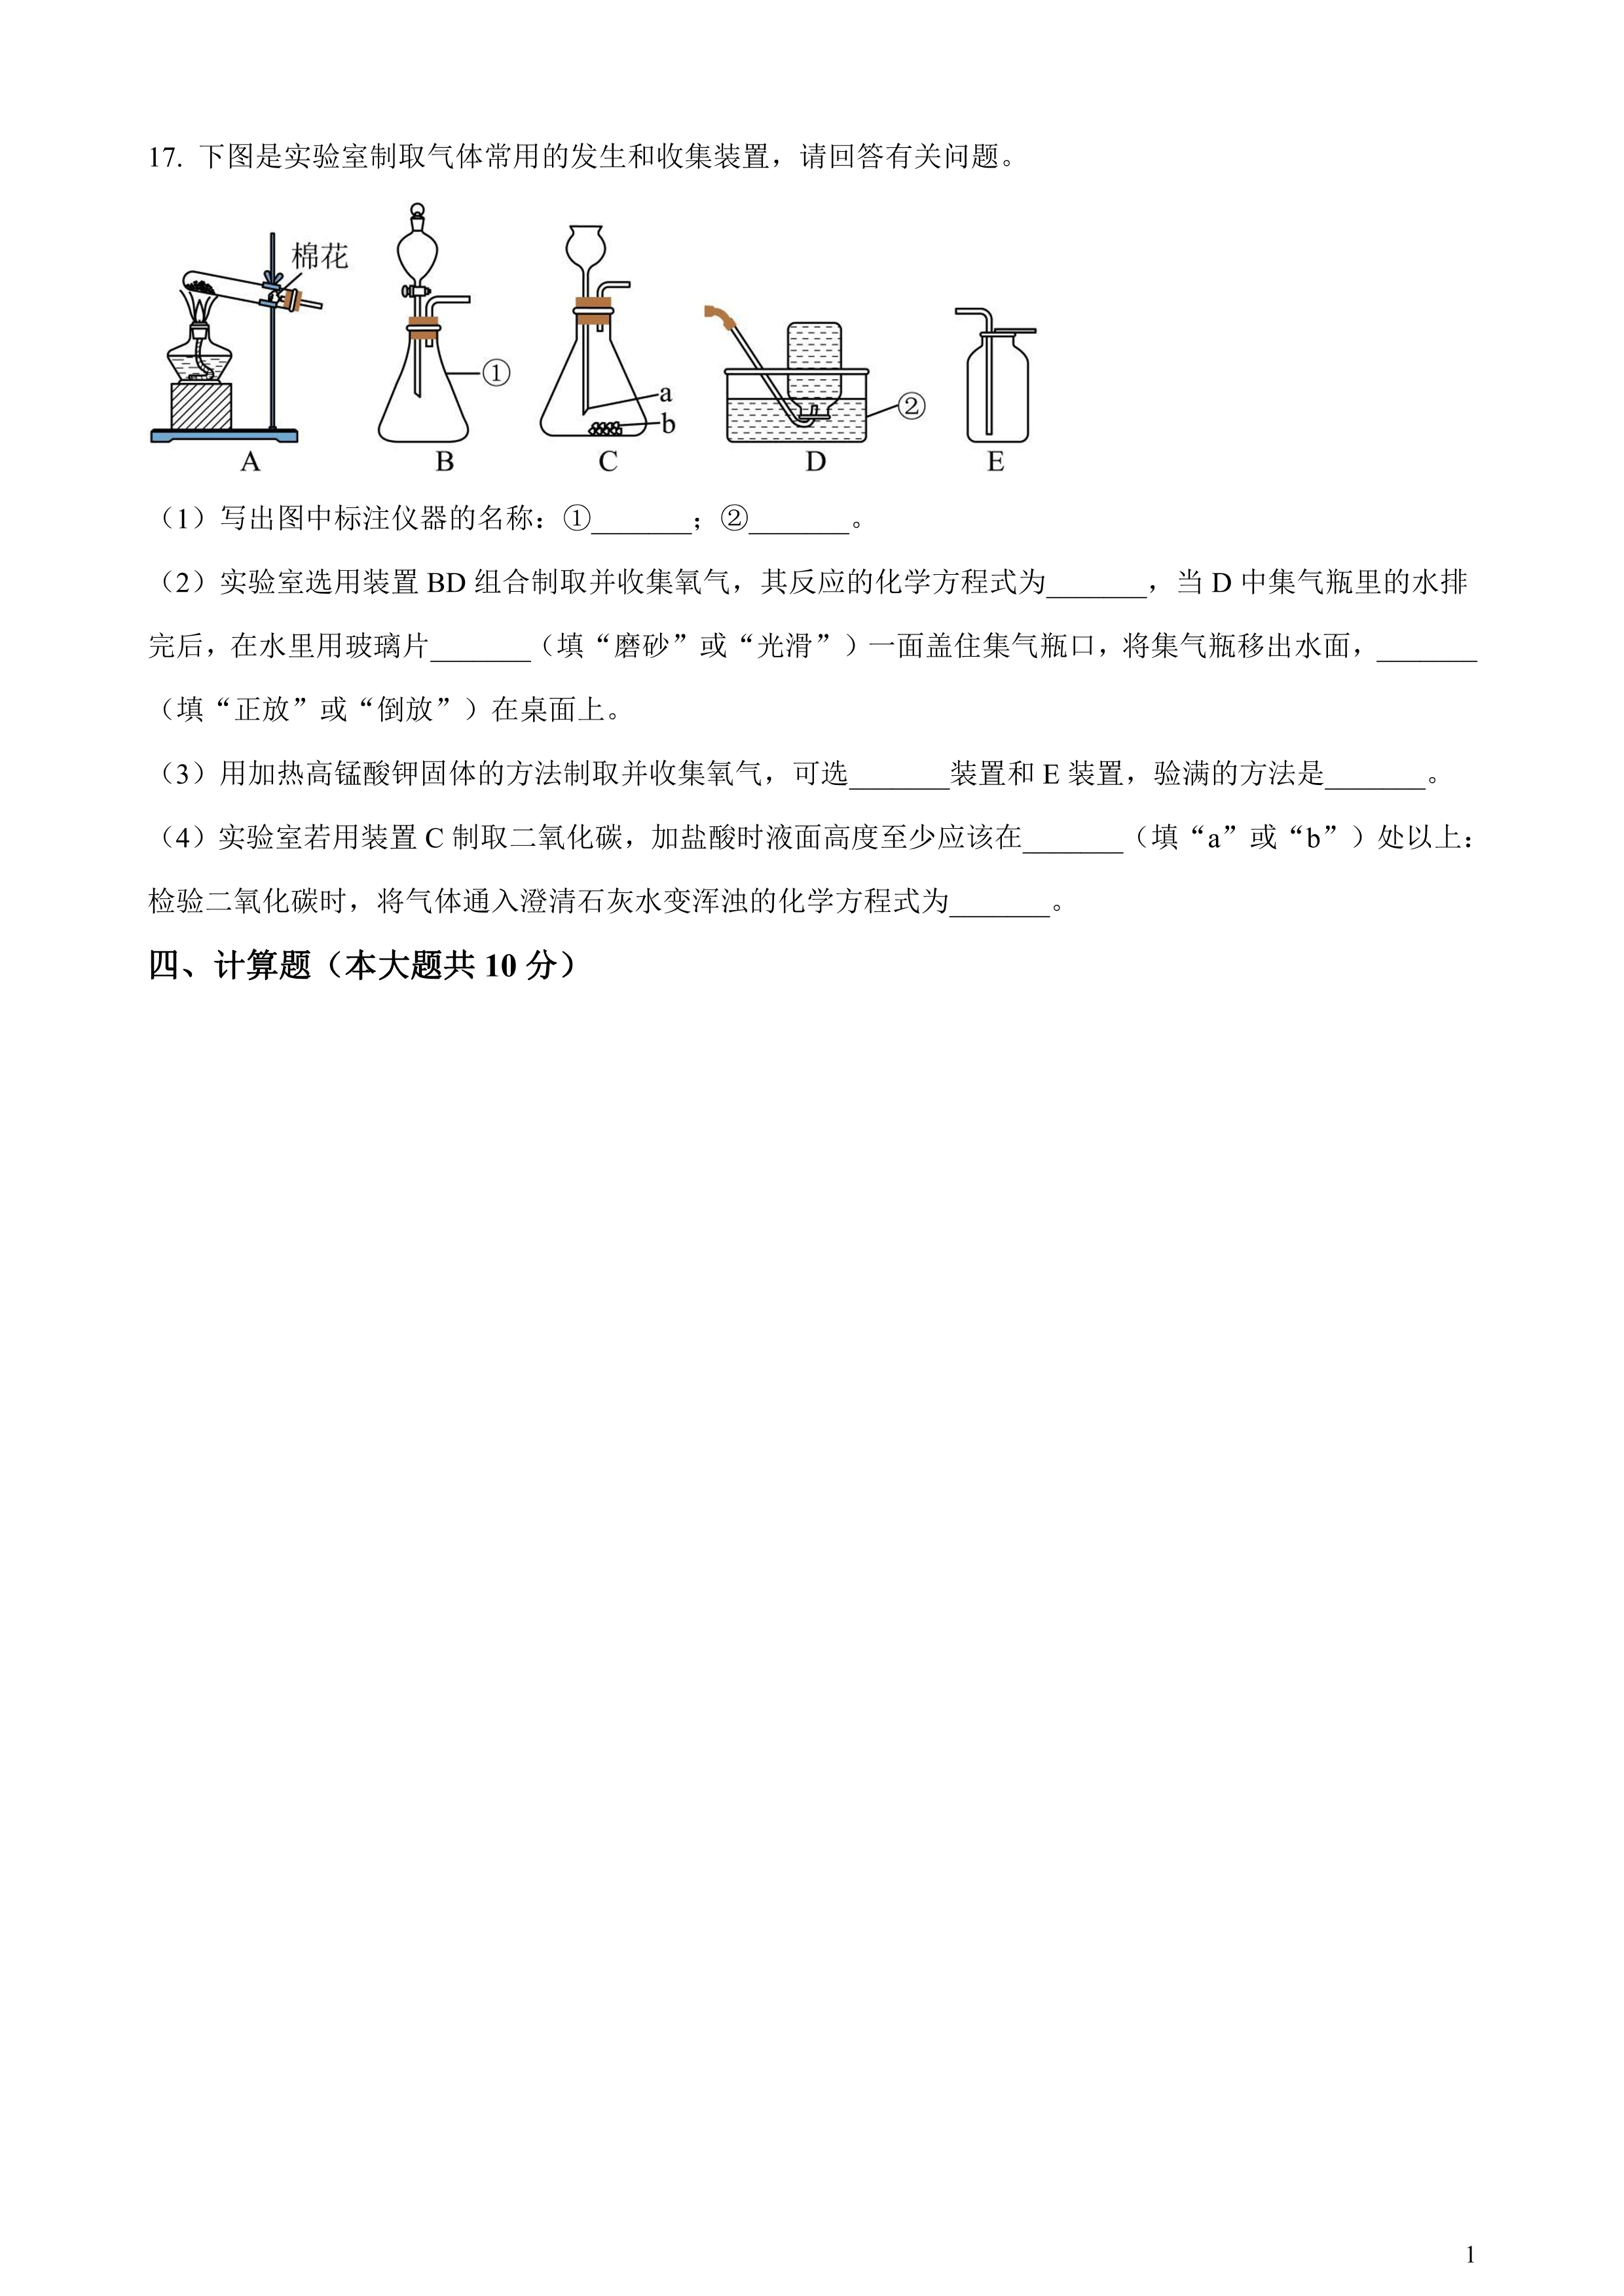 17. 下图是实验室制取气体常用的发生和收集装置，请回答有关问题。
棉花
①
a
b
②
A B C D E
（1）写出图中标注仪器的名称：①_______；②_______。
（2）实验室选用装置 BD 组合制取并收集氧气，其反应的化学方程式为_______，当 D 中集气瓶里的水排
完后，在水里用玻璃片_______（填“磨砂”或“光滑”）一面盖住集气瓶口，将集气瓶移出水面，_______
（填“正放”或“倒放”）在桌面上。
（3）用加热高锰酸钾固体的方法制取并收集氧气，可选_______装置和 E 装置，验满的方法是_______。
（4）实验室若用装置 C 制取二氧化碳，加盐酸时液面高度至少应该在_______（填“a”或“b”）处以上：
检验二氧化碳时，将气体通入澄清石灰水变浑浊的化学方程式为_______。
四、计算题（本大题共 10 分）
1